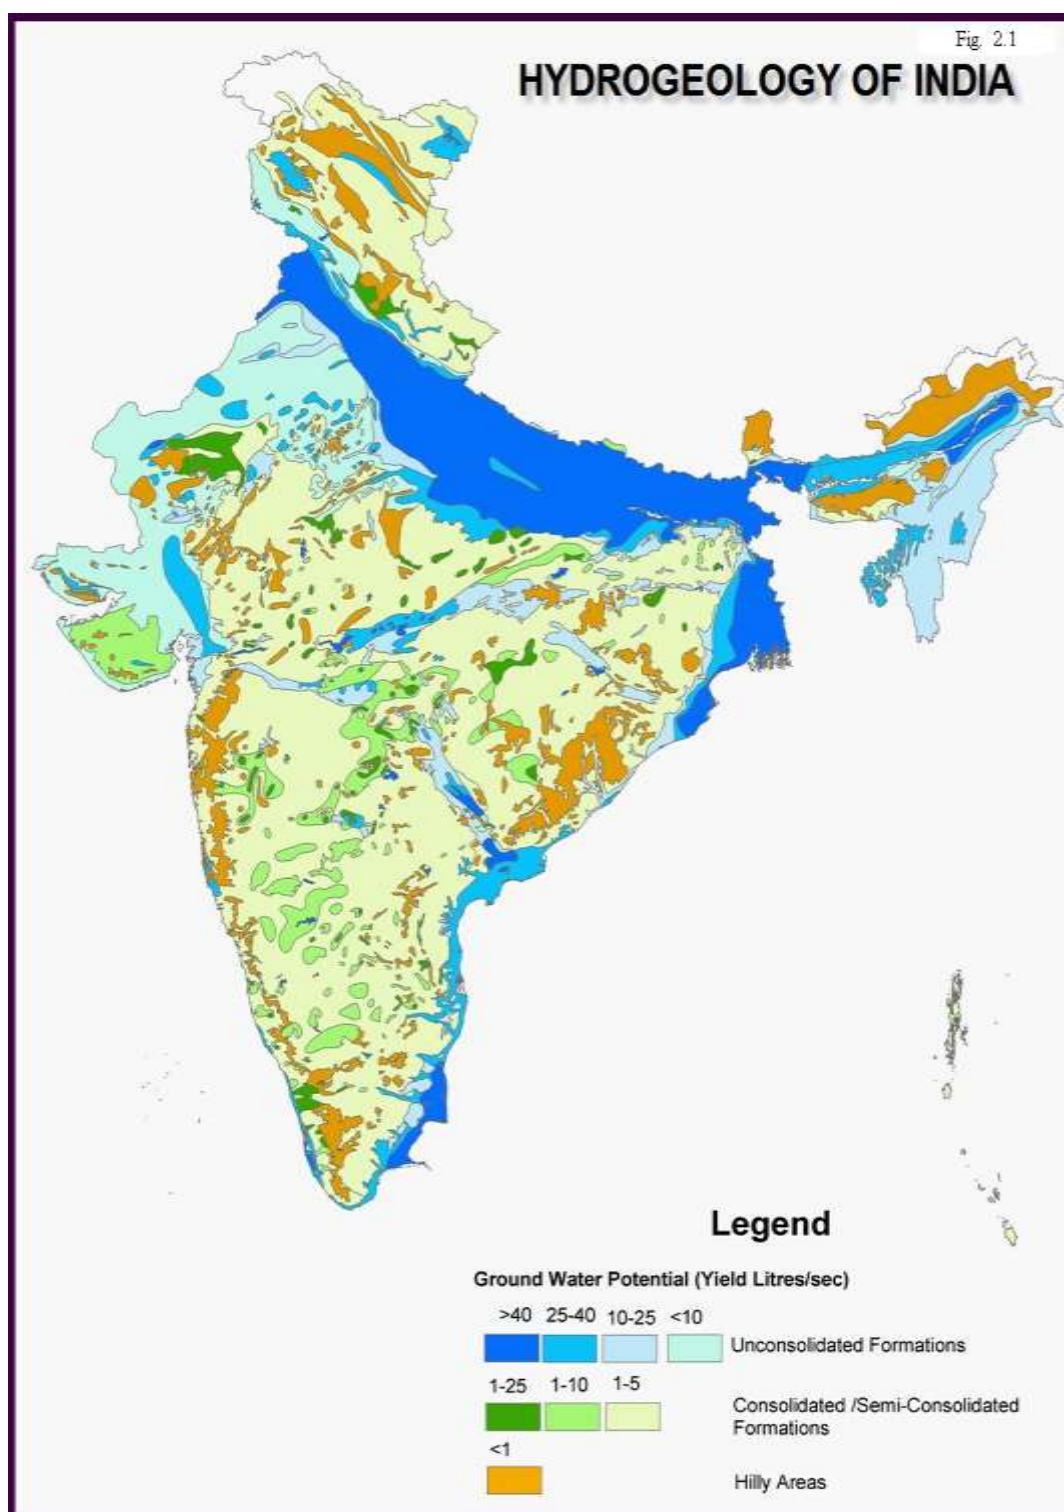 Fig. 2.1
HYDROGEOLOGY OF INDIA
Legend
Ground Water Potential (Yield Litres/sec)
>40 25-40 10-25 <10
Unconsolidated Formations
1-25 1-10 1-5
Consolidated /Semi-Consolidated
Formations
<1
Hilly Areas